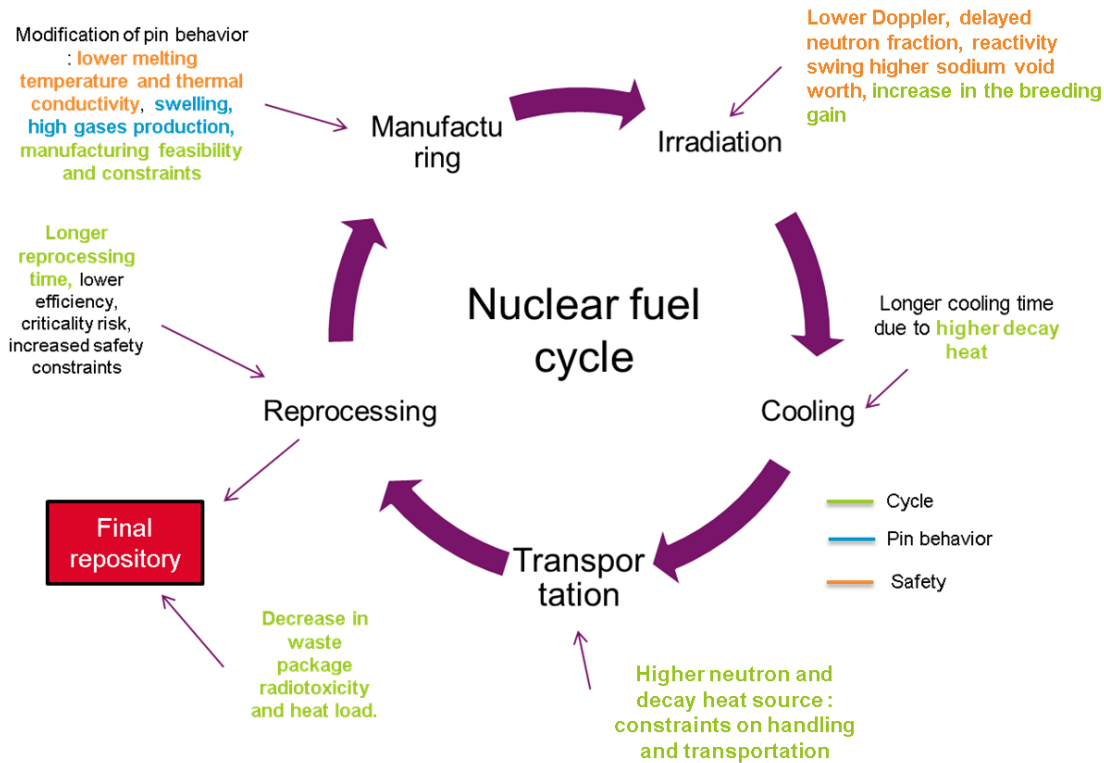 Modification of pin behavior
: lower melting
temperature and thermal
conductivity, swelling,
high gases production,
manufacturing feasibility
and constraints
Manufactu
ring
Lower Doppler, delayed
neutron fraction, reactivity
swing higher sodium void
worth, increase in the breeding
gain
Irradiation
Longer
reprocessing
time, lower
efficiency,
criticality risk,
increased safety
constraints
Nuclear fuel
cycle
Longer cooling time
due to higher decay
heat
Reprocessing
Cooling
Final
repository
Transpor
tation
Cycle
Pin behavior
Safety
Decrease in
waste
package
radiotoxicity
and heat load.
Higher neutron and
decay heat source :
constraints on handling
and transportation